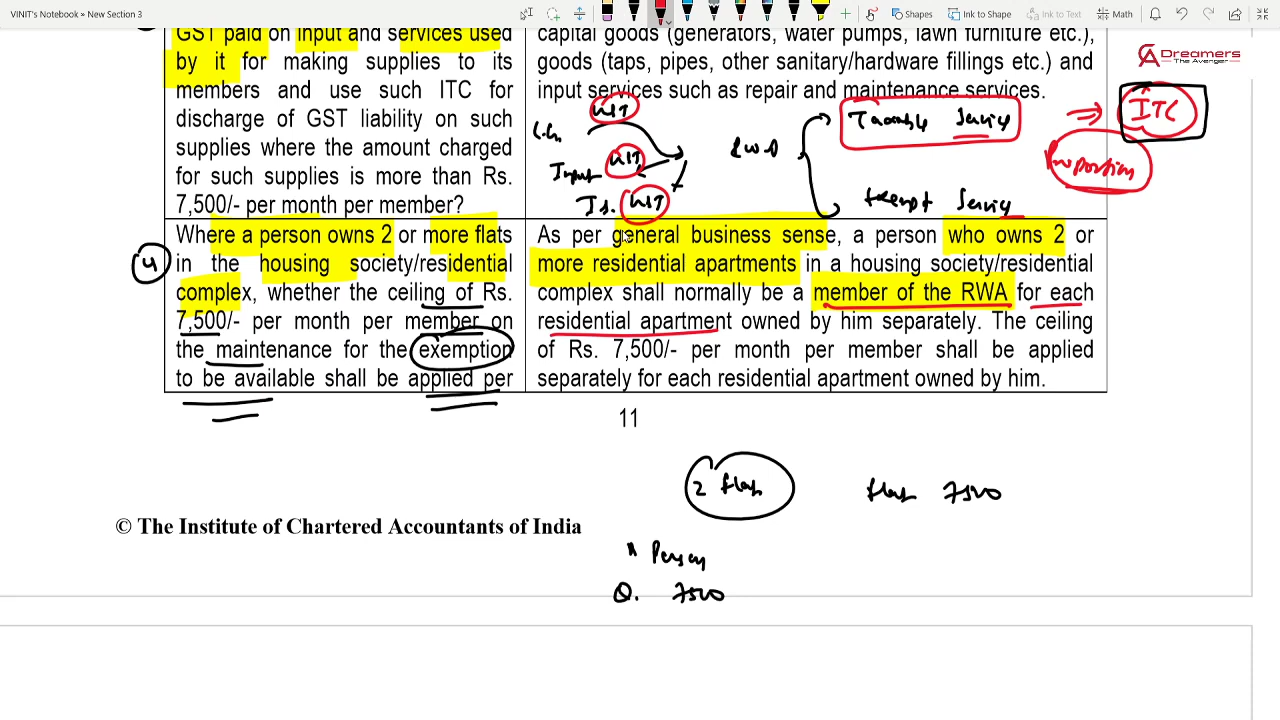 VINIT's Notebook » New Section 3
Shapes
Ink to Shape
Ink to Text
Math
Dreamers
The Avenger
GST paid on input and services used
by it for making supplies to its
members and use such ITC for
discharge of GST liability on such
supplies where the amount charged
for such supplies is more than Rs.
7,500/- per month per member?
capital goods (generators, water pumps, lawn furniture etc.),
goods (taps, pipes, other sanitary/hardware fillings etc.) and
input services such as repair and maintenance services.
Input
RWA
Taxable Service
Exempt Service
ITC
Proportion
4
Where a person owns 2 or more flats
in the housing society/residential
complex, whether the ceiling of Rs.
7,500/- per month per member on
the maintenance for the exemption
to be available shall be applied per
As per general business sense, a person who owns 2 or
more residential apartments in a housing society/residential
complex shall normally be a member of the RWA for each
residential apartment owned by him separately. The ceiling
of Rs. 7,500/- per month per member shall be applied
separately for each residential apartment owned by him.
11
2 flat
flat 7500
© The Institute of Chartered Accountants of India
Person
7500